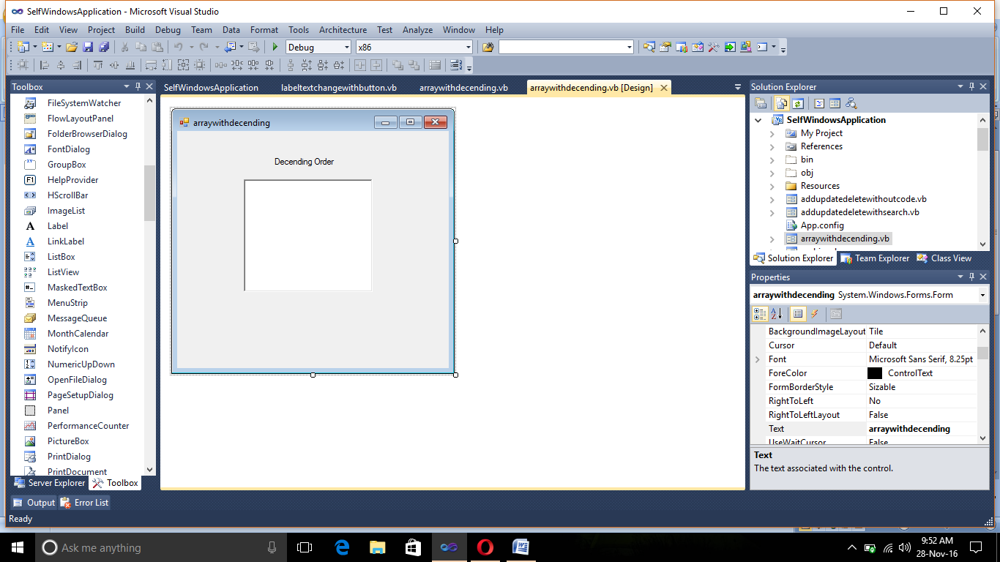 SelfWindowsApplication - Microsoft Visual Studio
File Edit View Project Build Debug Team Data Format Tools Architecture Test Analyze Window Help
Debug x86
Toolbox
FileSystemWatcher
FlowLayoutPanel
FolderBrowserDialog
FontDialog
GroupBox
HelpProvider
HScrollBar
ImageList
Label
LinkLabel
ListBox
ListView
MaskedTextBox
MenuStrip
MessageQueue
MonthCalendar
NotifyIcon
NumericUpDown
OpenFileDialog
PageSetupDialog
Panel
PerformanceCounter
PictureBox
PrintDialog
PrintDocument
Server Explorer Toolbox
SelfWindowsApplication labeltextchangewithbutton.vb arraywithdecending.vb arraywithdecending.vb [Design]
arraywithdecending
Decending Order
Solution Explorer
SelfWindowsApplication
My Project
References
bin
obj
Resources
addupdatedeletewithoutcode.vb
addupdatedeletewithsearch.vb
App.config
arraywithdecending.vb
Solution Explorer Team Explorer Class View
Properties
arraywithdecending System.Windows.Forms.Form
BackgroundImageLayout Tile
Cursor Default
Font Microsoft Sans Serif, 8.25pt
ForeColor ControlText
FormBorderStyle Sizable
RightToLeft No
RightToLeftLayout False
Text arraywithdecending
UseWaitCursor False
Text
The text associated with the control.
Output Error List
Ready
Ask me anything
9:52 AM
28-Nov-16